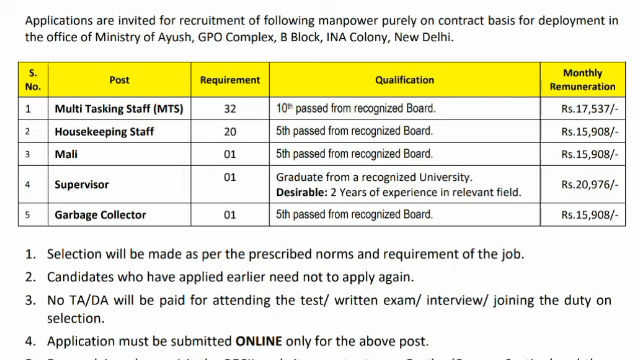 Applications are invited for recruitment of following manpower purely on contract basis for deployment in
the office of Ministry of Ayush, GPO Complex, B Block, INA Colony, New Delhi.
S. No. Post Requirement Qualification Monthly Remuneration
1 Multi Tasking Staff (MTS) 32 10th passed from recognized Board. Rs.17,537/-
2 Housekeeping Staff 20 5th passed from recognized Board. Rs.15,908/-
3 Mali 01 5th passed from recognized Board. Rs.15,908/-
4 Supervisor 01 Graduate from a recognized University. Rs.20,976/-
Desirable: 2 Years of experience in relevant field.
5 Garbage Collector 01 5th passed from recognized Board. Rs.15,908/-
1. Selection will be made as per the prescribed norms and requirement of the job.
2. Candidates who have applied earlier need not to apply again.
3. No TA/DA will be paid for attending the test/ written exam/ interview/ joining the duty on
selection.
4. Application must be submitted ONLINE only for the above post.